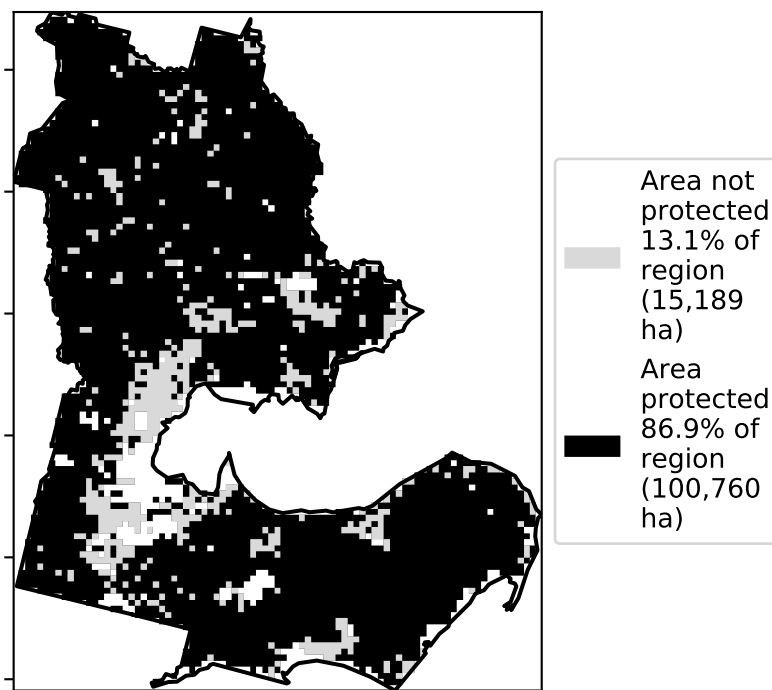 Area not
protected
13.1% of
region
(15,189
ha)
Area
protected
86.9% of
region
(100,760
ha)